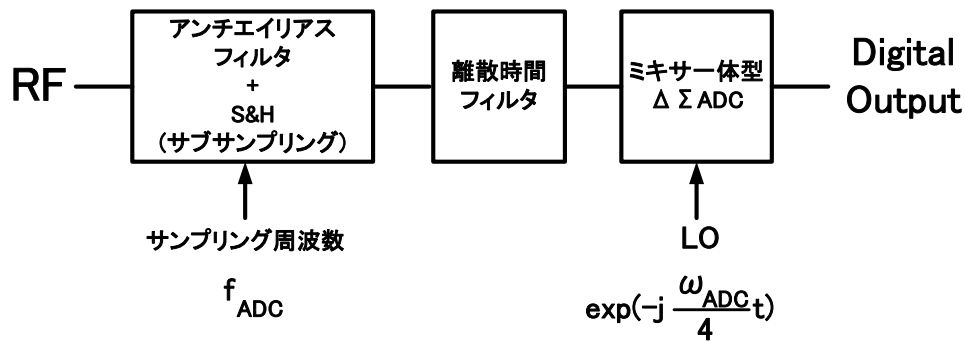 RF
アンチエイリアス
フィルタ
+
S&H
(サブサンプリング)
離散時間
フィルタ
ミキサー体型
ΔΣADC
Digital
Output
サンプリング周波数
f_ADC
LO
exp(-j ω_ADC/4 t)